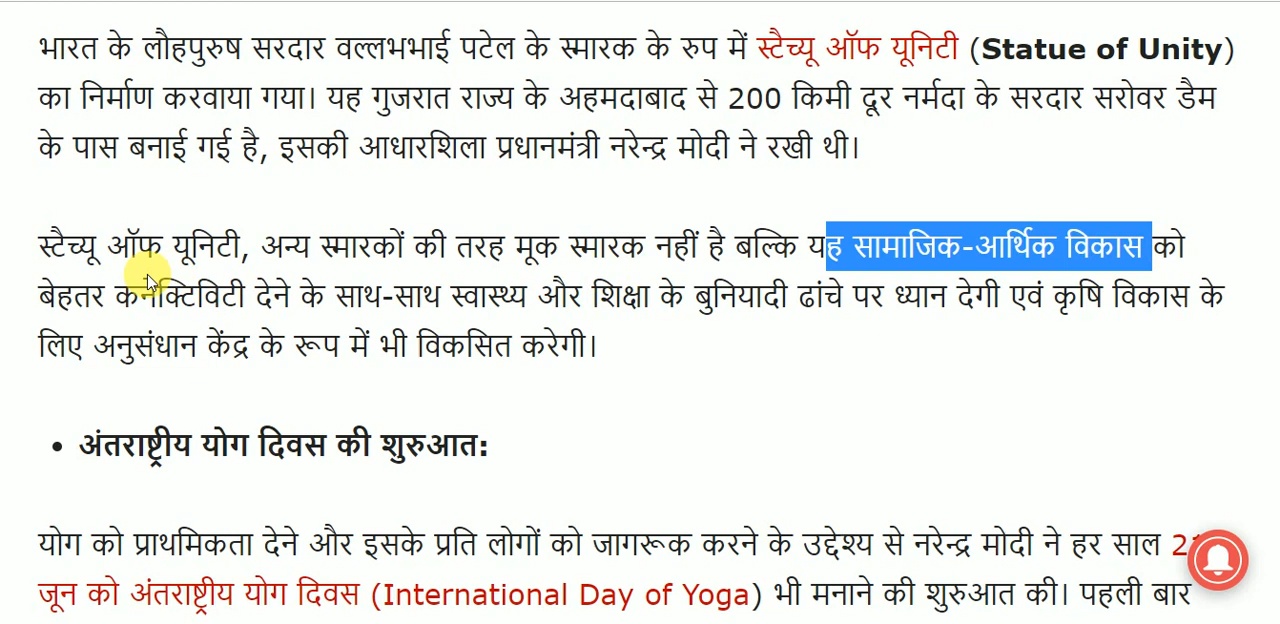 भारत के लौहपुरुष सरदार वल्लभभाई पटेल के स्मारक के रुप में स्टैच्यू ऑफ यूनिटी (Statue of Unity)
का निर्माण करवाया गया। यह गुजरात राज्य के अहमदाबाद से 200 किमी दूर नर्मदा के सरदार सरोवर डैम
के पास बनाई गई है, इसकी आधारशिला प्रधानमंत्री नरेन्द्र मोदी ने रखी थी।
स्टैच्यू ऑफ यूनिटी, अन्य स्मारकों की तरह मूक स्मारक नहीं है बल्कि यह सामाजिक-आर्थिक विकास को
बेहतर कनेक्टिविटी देने के साथ-साथ स्वास्थ्य और शिक्षा के बुनियादी ढांचे पर ध्यान देगी एवं कृषि विकास के
लिए अनुसंधान केंद्र के रूप में भी विकसित करेगी।
• अंतराष्ट्रीय योग दिवस की शुरुआत:
योग को प्राथमिकता देने और इसके प्रति लोगों को जागरूक करने के उद्देश्य से नरेन्द्र मोदी ने हर साल
जून को अंतराष्ट्रीय योग दिवस (International Day of Yoga) भी मनाने की शुरुआत की। पहली बार